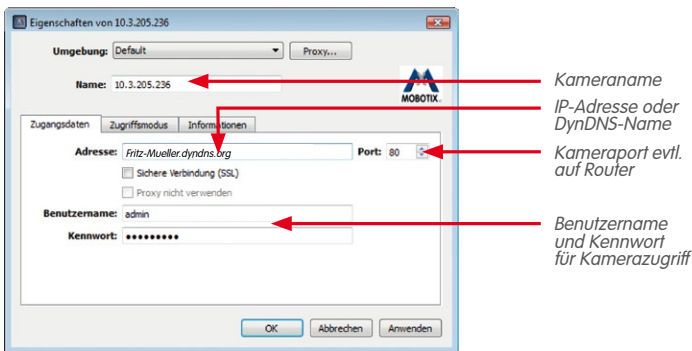 Eigenschaften von 10.3.205.236
Umgebung: Default Proxy...
Name: 10.3.205.236
MOBOTIX
Kameraname
Zugangsdaten Zugriffsmodus Informationen
IP-Adresse oder
DynDNS-Name
Adresse: Fritz-Mueller.dyndns.org Port: 80
Kameraport evtl.
auf Router
Sichere Verbindung (SSL)
Proxy nicht verwenden
Benutzername: admin
Kennwort: •••••••••
Benutzername
und Kennwort
für Kamerazugriff
OK Abbrechen Anwenden